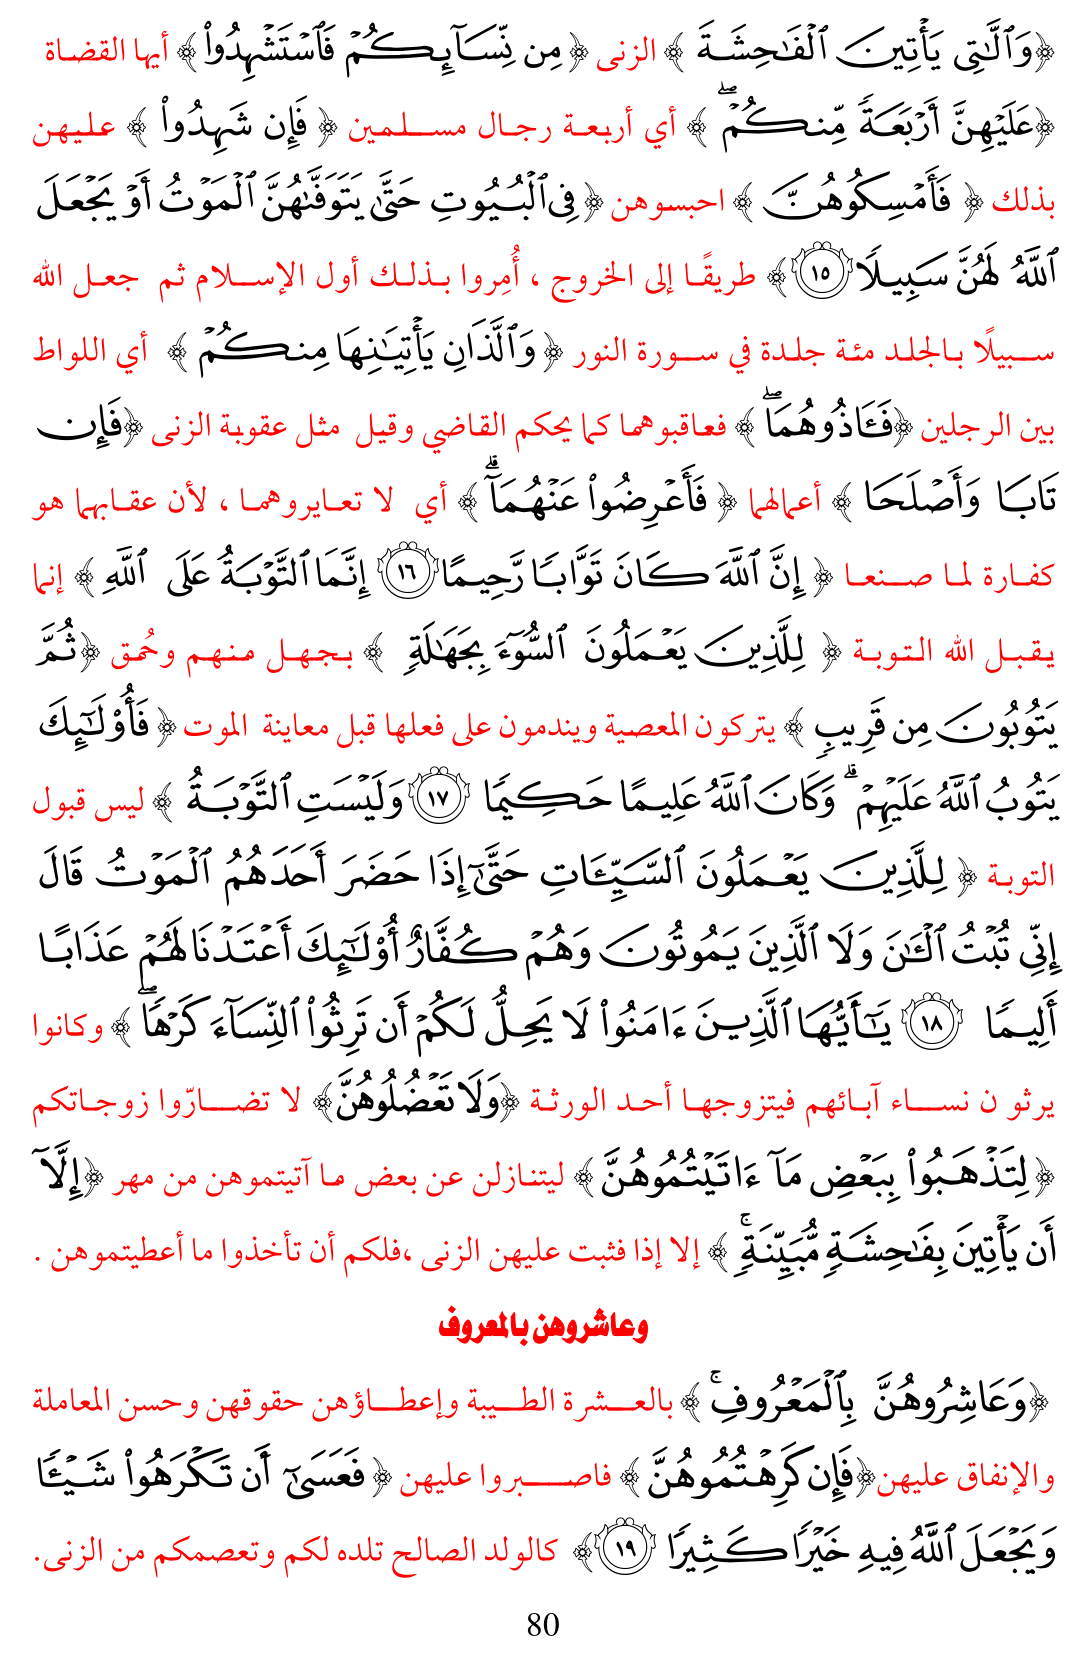 ﴿وَٱلَّٰتِي يَأۡتِينَ ٱلۡفَٰحِشَةَ ﴾ الزنى ﴿مِن نِّسَآئِكُمۡ فَٱسۡتَشۡهِدُواْ﴾ أيها القضاة
﴿عَلَيۡهِنَّ أَرۡبَعَةٗ مِّنكُمۡۖ ﴾ أي أربعة رجال مسلمين ﴿ فَإِن شَهِدُواْ ﴾ عليهن
بذلك ﴿ فَأَمۡسِكُوهُنَّ ﴾ احبسوهن ﴿فِي ٱلۡبُيُوتِ حَتَّىٰ يَتَوَفَّىٰهُنَّ ٱلۡمَوۡتُ أَوۡ يَجۡعَلَ
ٱللَّهُ لَهُنَّ سَبِيلٗا ١٥﴾ طريقًا إلى الخروج ، أُمِروا بذلك أول الإسلام ثم جعل الله
سبيلًا بالجلد مئة جلدة في سورة النور ﴿ وَٱلَّذَانِ يَأۡتِيَٰنِهَا مِنكُمۡ ﴾ أي اللواط
بين الرجلين ﴿فَـَٔاذُوهُمَاۖ ﴾ فعاقبوهما كما يحكم القاضي وقيل مثل عقوبة الزنى ﴿فَإِن
تَابَا وَأَصۡلَحَا ﴾ أعمالهما ﴿ فَأَعۡرِضُواْ عَنۡهُمَآۗ ﴾ أي لا تعايروهما ، لأن عقابهما هو
كفارة لما صنعا ﴿ إِنَّ ٱللَّهَ كَانَ تَوَّابٗا رَّحِيمًا ١٦ إِنَّمَا ٱلتَّوۡبَةُ عَلَى ٱللَّهِ ﴾ إنما
يقبل الله التوبة ﴿ لِلَّذِينَ يَعۡمَلُونَ ٱلسُّوٓءَ بِجَهَٰلَةٖ ﴾ بجهل منهم وحُمق ﴿ثُمَّ
يَتُوبُونَ مِن قَرِيبٖ ﴾ يتركون المعصية ويندمون على فعلها قبل معاينة الموت ﴿ فَأُوْلَٰٓئِكَ
يَتُوبُ ٱللَّهُ عَلَيۡهِمۡۗ وَكَانَ ٱللَّهُ عَلِيمًا حَكِيمٗا ١٧ وَلَيۡسَتِ ٱلتَّوۡبَةُ ﴾ ليس قبول
التوبة ﴿ لِلَّذِينَ يَعۡمَلُونَ ٱلسَّيِّـَٔاتِ حَتَّىٰٓ إِذَا حَضَرَ أَحَدَهُمُ ٱلۡمَوۡتُ قَالَ
إِنِّي تُبۡتُ ٱلۡـَٰٔنَ وَلَا ٱلَّذِينَ يَمُوتُونَ وَهُمۡ كُفَّارٌ أُوْلَٰٓئِكَ أَعۡتَدۡنَا لَهُمۡ عَذَابًا
أَلِيمٗا ١٨ يَٰٓأَيُّهَا ٱلَّذِينَ ءَامَنُواْ لَا يَحِلُّ لَكُمۡ أَن تَرِثُواْ ٱلنِّسَآءَ كَرۡهٗاۖ ﴾ وكانوا
يرثو ن نساء آبائهم فيتزوجها أحد الورثة ﴿وَلَا تَعۡضُلُوهُنَّ﴾ لا تضارّوا زوجاتكم
﴿ لِتَذۡهَبُواْ بِبَعۡضِ مَآ ءَاتَيۡتُمُوهُنَّ ﴾ ليتنازلن عن بعض ما آتيتموهن من مهر ﴿إِلَّآ
أَن يَأۡتِينَ بِفَٰحِشَةٖ مُّبَيِّنَةٖۚ ﴾ إلا إذا فثبت عليهن الزنى ،فلكم أن تأخذوا ما أعطيتموهن .
وعاشروهن بالمعروف
﴿وَعَاشِرُوهُنَّ بِٱلۡمَعۡرُوفِۚ ﴾ بالعشرة الطيبة وإعطاؤهن حقوقهن وحسن المعاملة
والإنفاق عليهن﴿فَإِن كَرِهۡتُمُوهُنَّ ﴾ فاصبروا عليهن ﴿ فَعَسَىٰٓ أَن تَكۡرَهُواْ شَيۡـٔٗا
وَيَجۡعَلَ ٱللَّهُ فِيهِ خَيۡرٗا كَثِيرٗا ١٩﴾ كالولد الصالح تلده لكم وتعصمكم من الزنى.
80